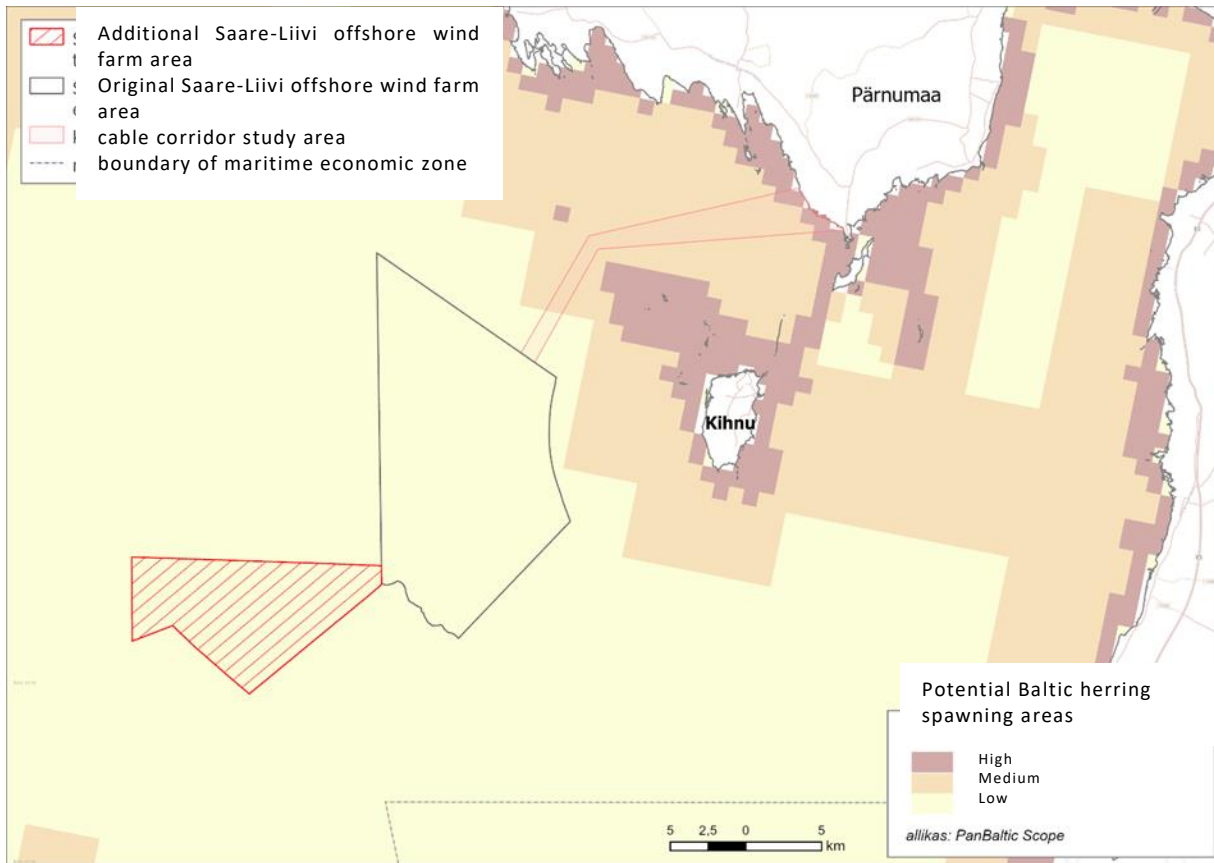 Additional Saare-Liivi offshore wind
farm area
Original Saare-Liivi offshore wind farm
area
cable corridor study area
boundary of maritime economic zone
Pärnumaa
Kihnu
Potential Baltic herring
spawning areas
High
Medium
Low
allikas: PanBaltic Scope
5 2,5 0 5
km